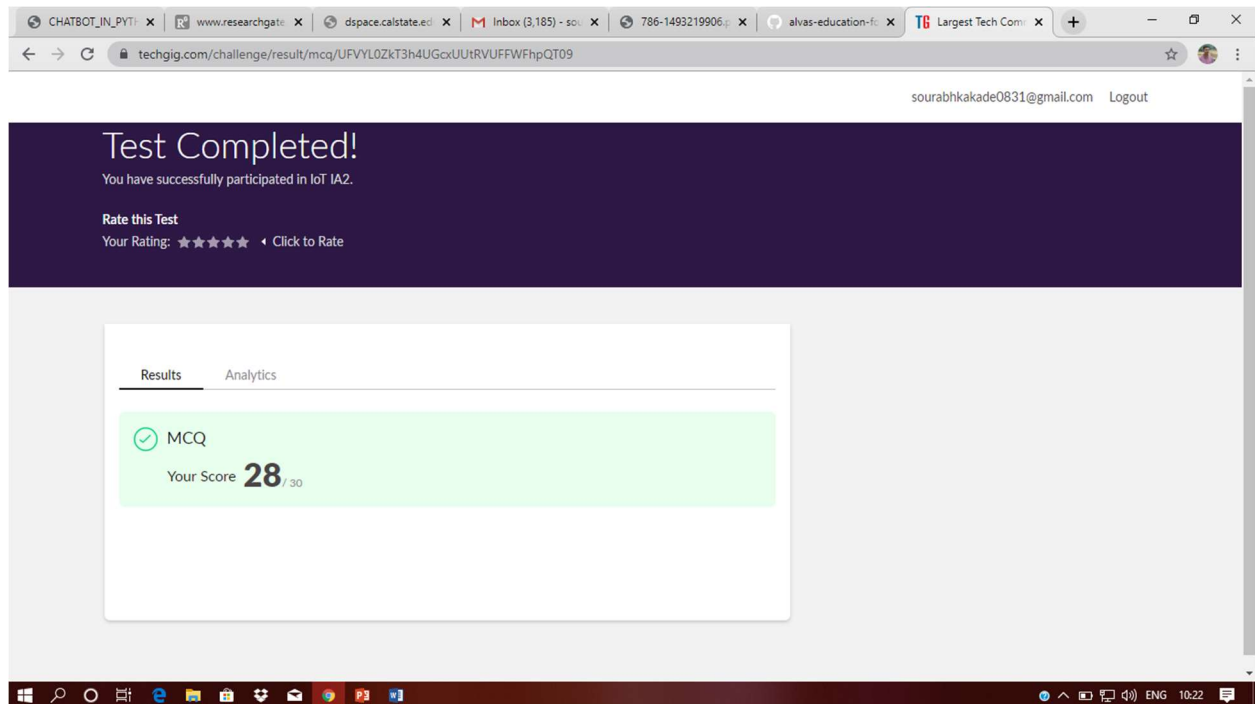 CHATBOT_IN_PYTH
www.researchgate
dspace.calstate.ed
Inbox (3,185) - sou
786-1493219906.p
alvas-education-fo
TG Largest Tech Com
techgig.com/challenge/result/mcq/UFVYL0ZkT3h4UGcxUUtRVUFFWFhpQT09
sourabhkakade0831@gmail.com Logout
Test Completed!
You have successfully participated in IoT IA2.
Rate this Test
Your Rating: Click to Rate
Results Analytics
MCQ
Your Score 28 / 30
ENG 10:22